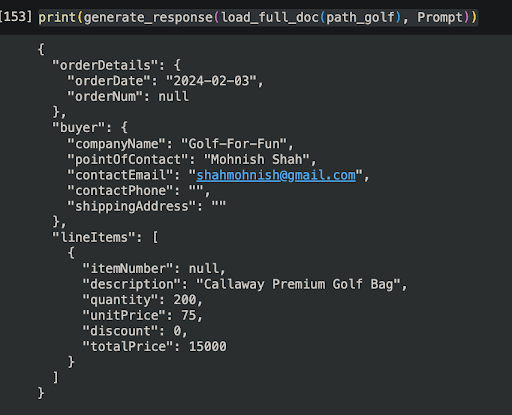 [153] print(generate_response(load_full_doc(path_golf), Prompt))
{
"orderDetails": {
"orderDate": "2024-02-03",
"orderNum": null
},
"buyer": {
"companyName": "Golf-For-Fun",
"pointOfContact": "Mohnish Shah",
"contactEmail": "shahmohnish@gmail.com",
"contactPhone": "",
"shippingAddress": ""
},
"lineItems": [
{
"itemNumber": null,
"description": "Callaway Premium Golf Bag",
"quantity": 200,
"unitPrice": 75,
"discount": 0,
"totalPrice": 15000
}
]
}